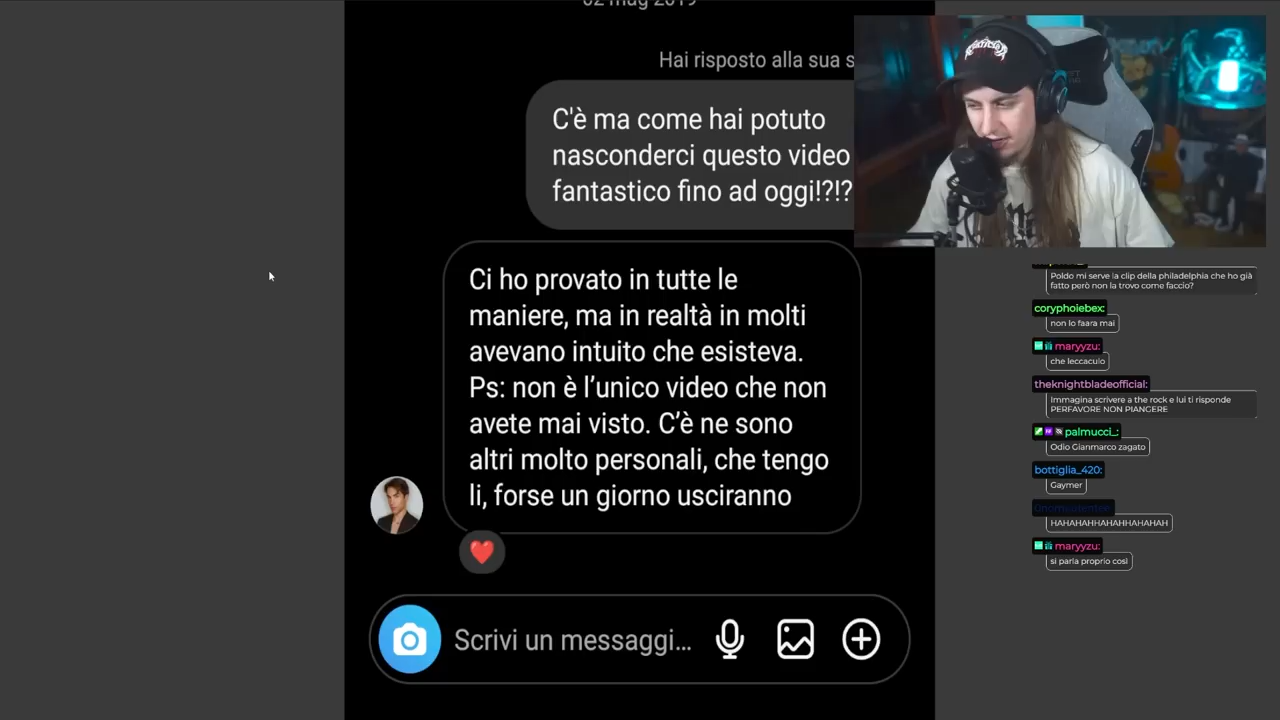 02 mag 2019
Hai risposto alla sua s
C'è ma come hai potuto
nasconderci questo video
fantastico fino ad oggi!?!?
Ci ho provato in tutte le
maniere, ma in realtà in molti
avevano intuito che esisteva.
Ps: non è l’unico video che non
avete mai visto. C’è ne sono
altri molto personali, che tengo
li, forse un giorno usciranno
Scrivi un messaggi...
Poldo mi serve la clip della philadelphia che ho già
fatto però non la trovo come faccio?
coryphoiebex:
non lo faara mai
maryyzu:
che leccaculo
theknightbladeofficial:
Immagina scrivere a the rock e lui ti risponde
PERFAVORE NON PIANGERE
palmucci_:
Odio Gianmarco zagato
bottiglia_420:
Gaymer
HAHAHAHHAHAHHAHAHAH
maryyzu:
si parla proprio così